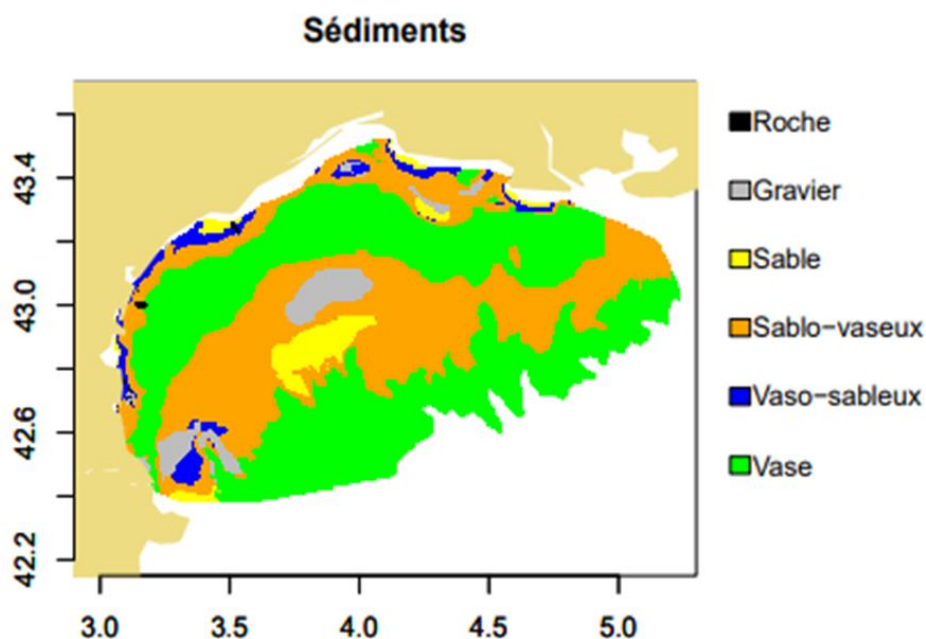 Sédiments
43.4
43.0
42.6
42.2
3.0 3.5 4.0 4.5 5.0
Roche
Gravier
Sable
Sablo−vaseux
Vaso−sableux
Vase